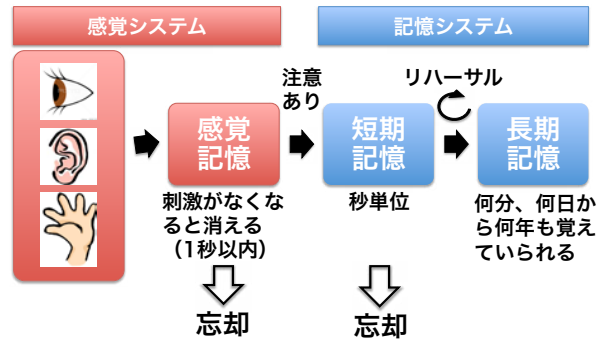 感覚システム
記憶システム
注意
あり
リハーサル
感覚
記憶
短期
記憶
長期
記憶
刺激がなくな
ると消える
（1秒以内）
秒単位
何分、何日か
ら何年も覚え
ていられる
忘却
忘却